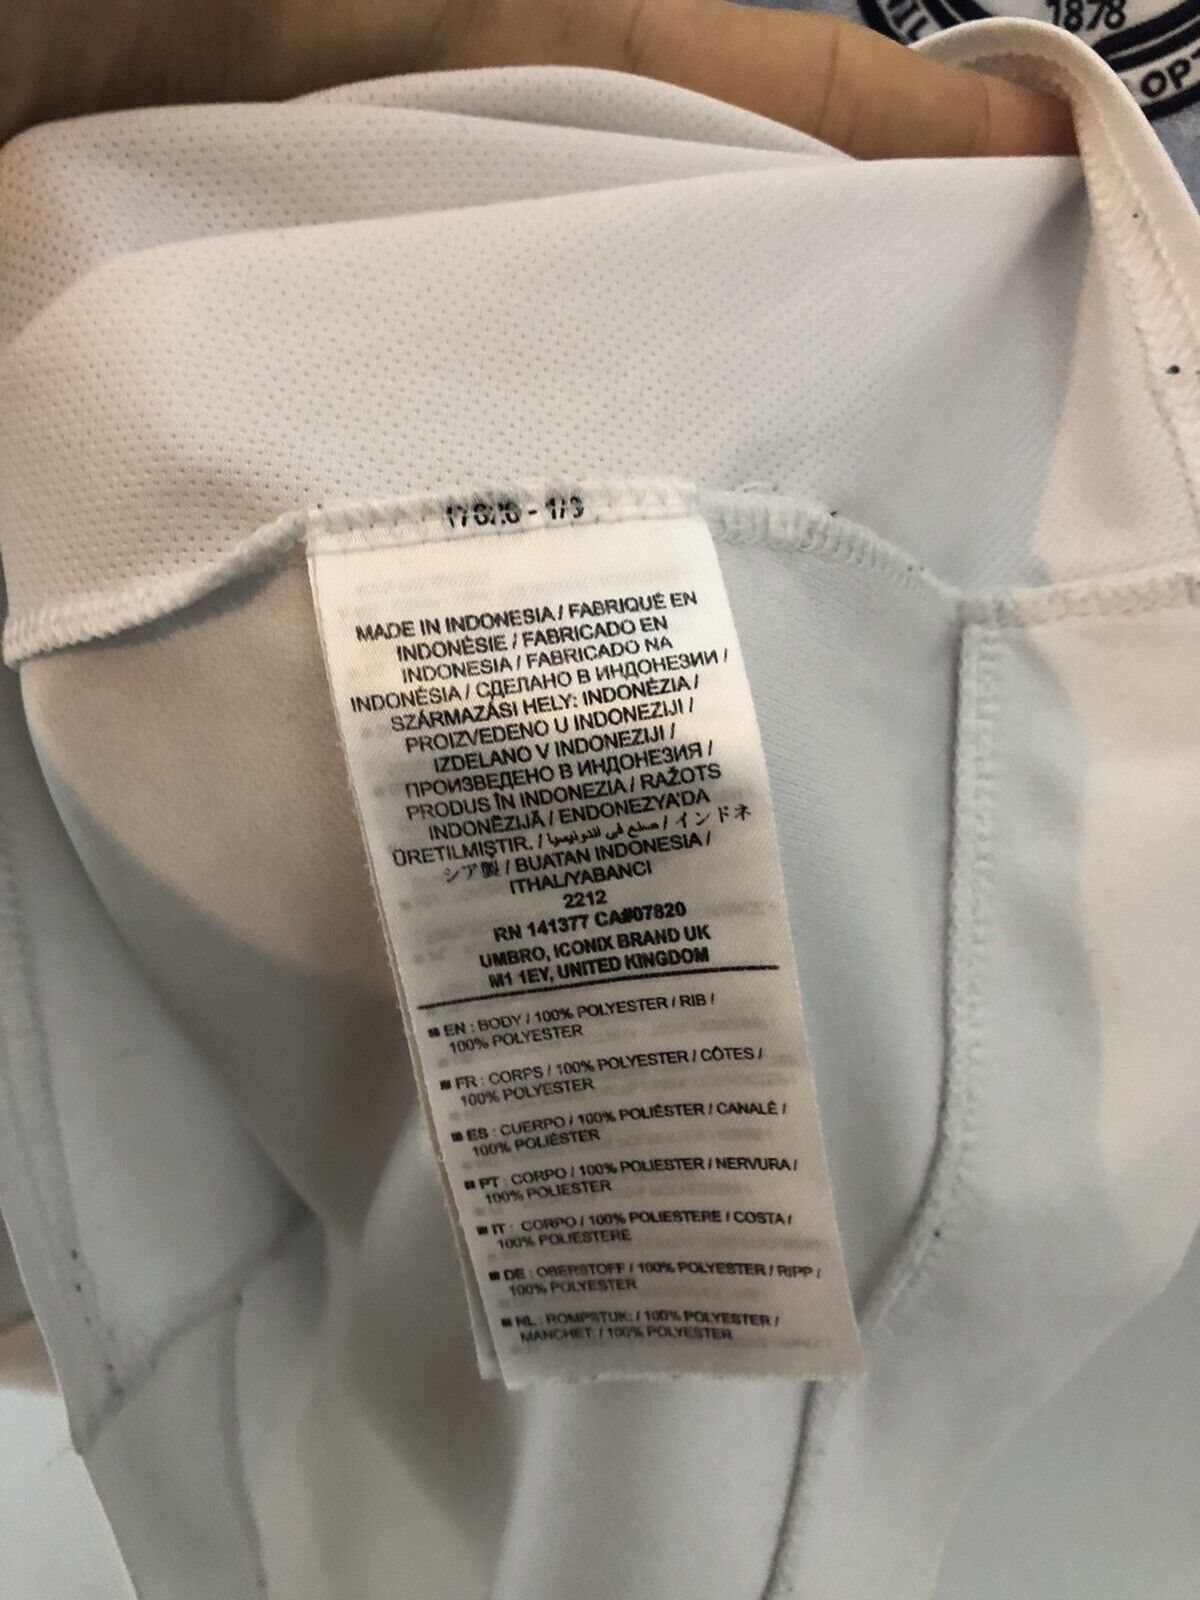 1878
OPT
MADE IN INDONESIA / FABRIQUÉ EN
INDONÉSIE / FABRICADO EN
INDONESIA / FABRICADO NA
INDONÉSIA / СДЕЛАНО В ИНДОНЕЗИИ /
SZÁRMAZÁSI HELY: INDONÉZIA /
PROIZVEDENO U INDONEZIJI /
IZDELANO V INDONEZIJI /
ПРОИЗВЕДЕНО В ИНДОНЕЗИЯ /
PRODUS ÎN INDONEZIA / RAŽOTS
INDONĒZIJĀ / ENDONEZYA'DA
ÜRETILMIŞTIR. / صنع في اندونيسيا / インドネ
シア製 / BUATAN INDONESIA /
ITHAL/YABANCI
2212
RN 141377 CA#07820
UMBRO, ICONIX BRAND UK
M1 1EY, UNITED KINGDOM
EN : BODY / 100% POLYESTER / RIB /
100% POLYESTER
FR : CORPS / 100% POLYESTER / CÔTES /
100% POLYESTER
ES : CUERPO / 100% POLIÉSTER / CANALÉ /
100% POLIÉSTER
PT : CORPO / 100% POLIESTER / NERVURA /
100% POLIESTER
IT : CORPO / 100% POLIESTERE / COSTA /
100% POLIESTERE
DE : OBERSTOFF / 100% POLYESTER / RIPP /
100% POLYESTER
NL : ROMPSTUK: / 100% POLYESTER /
MANCHET: / 100% POLYESTER